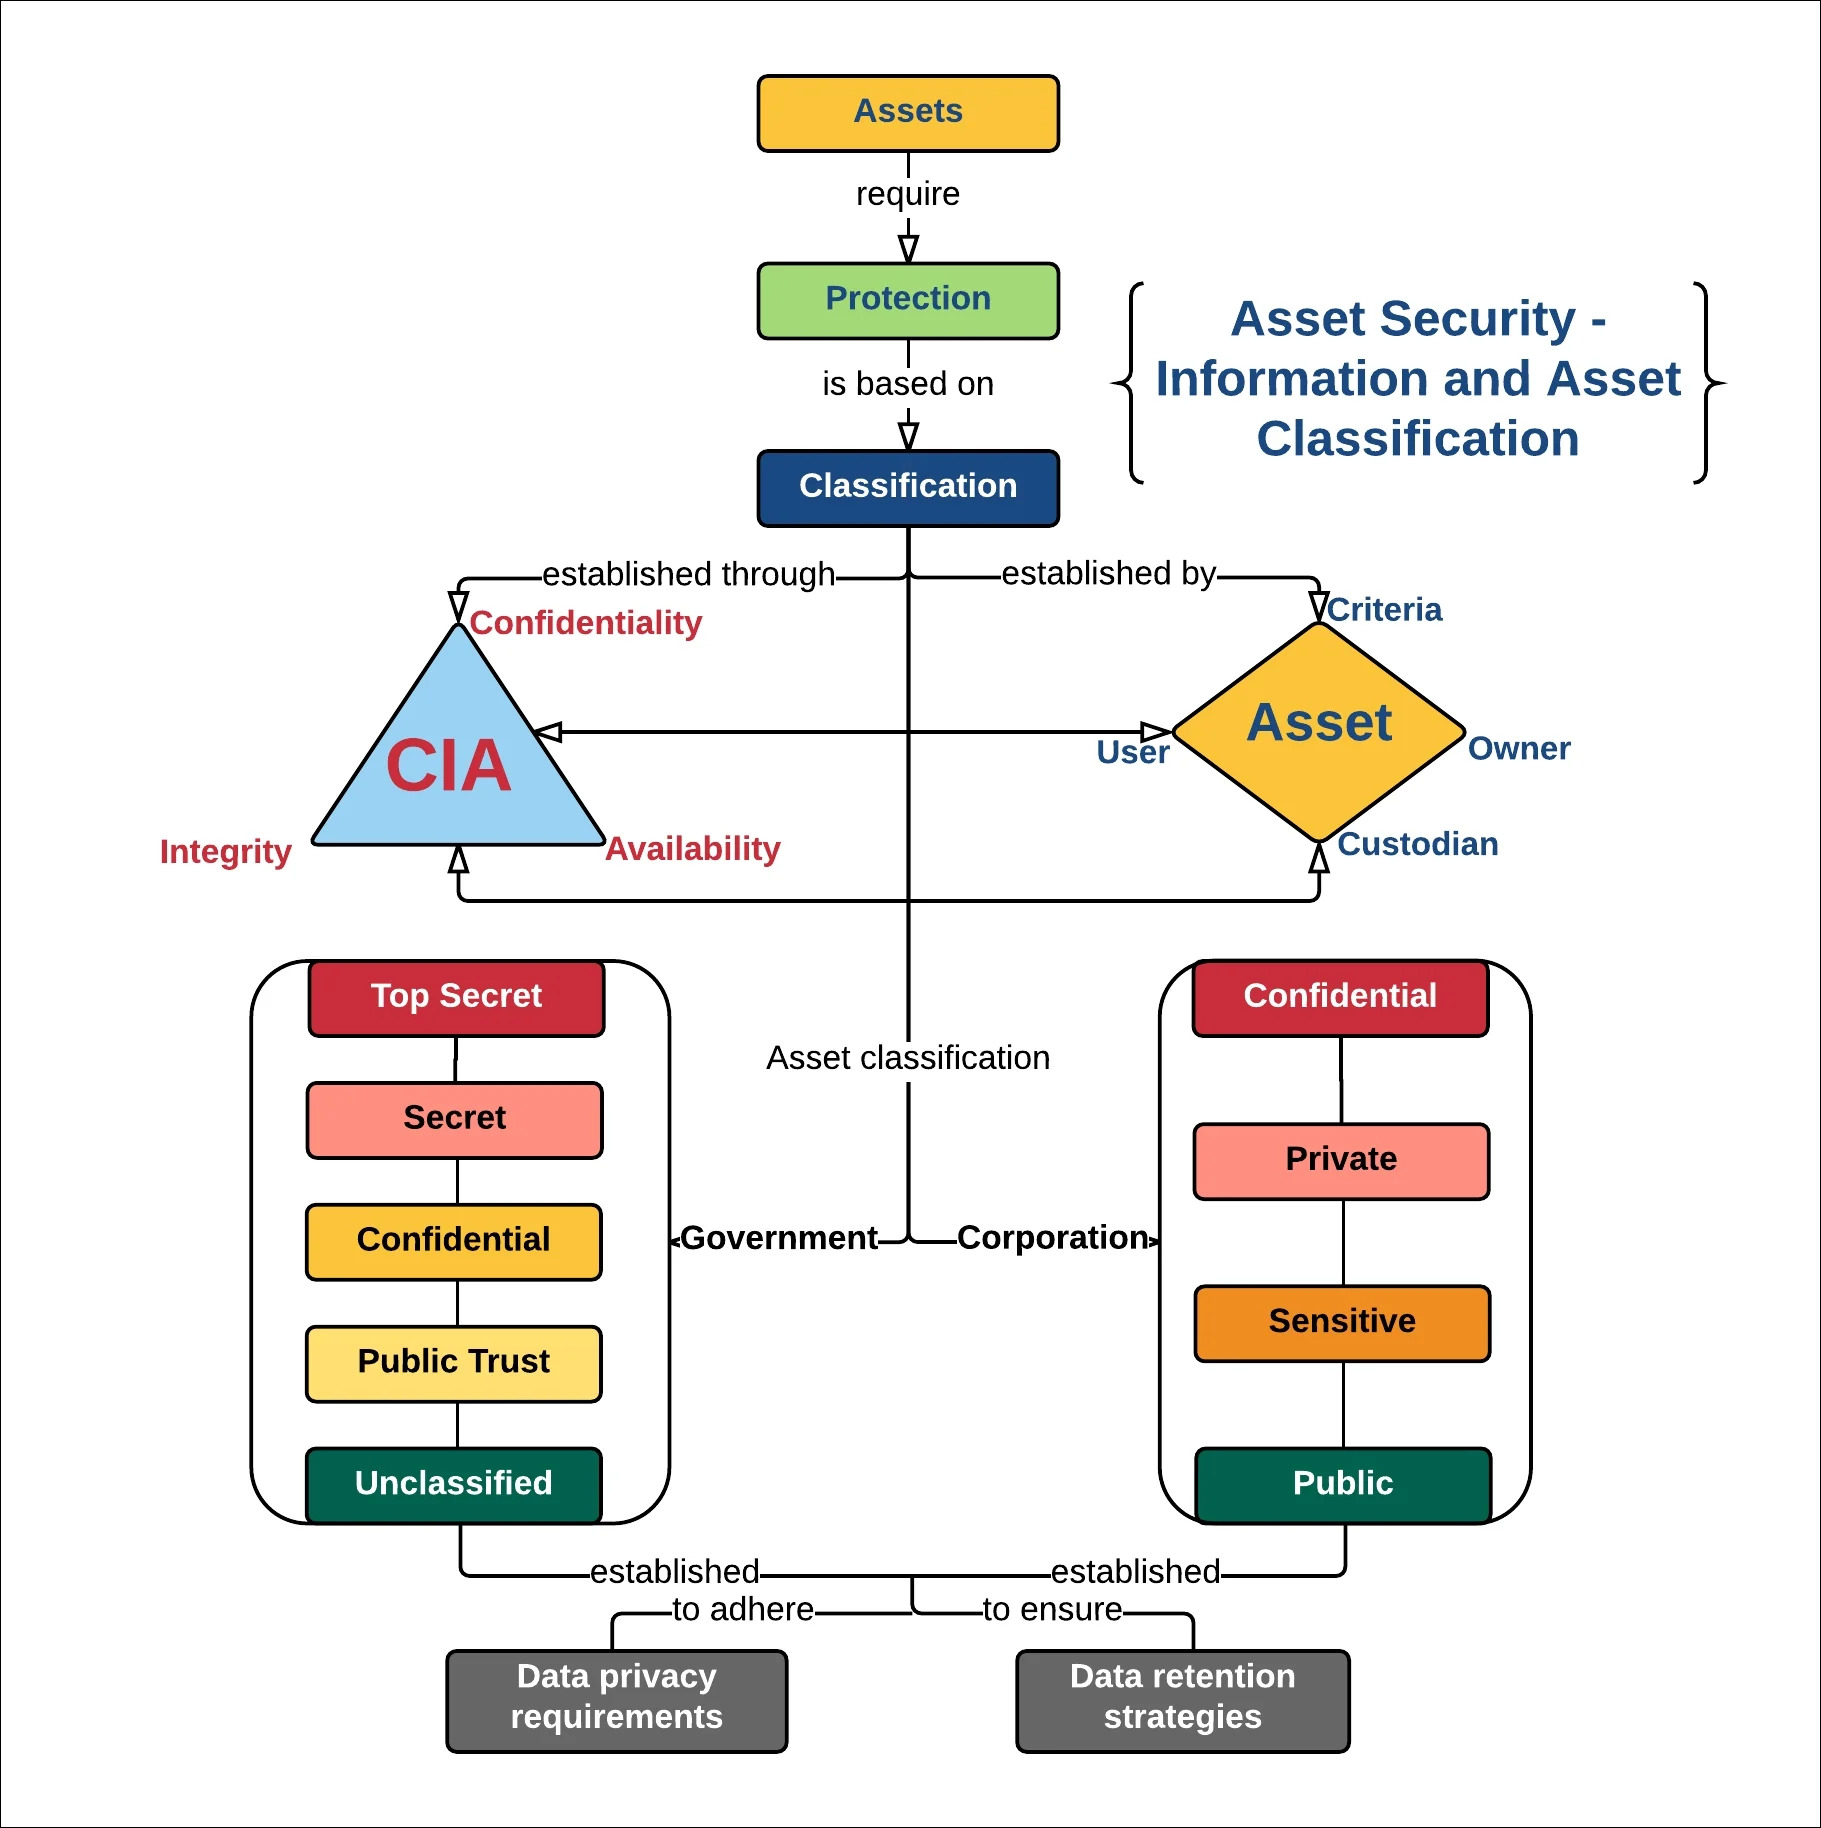 Assets
require
Protection
Asset Security -
Information and Asset
Classification
is based on
Classification
established through
established by
Confidentiality
Criteria
CIA
Asset
User
Owner
Integrity
Availability
Custodian
Top Secret
Confidential
Asset classification
Secret
Private
Government
Corporation
Confidential
Sensitive
Public Trust
Unclassified
Public
established
established
to adhere
to ensure
Data privacy
requirements
Data retention
strategies